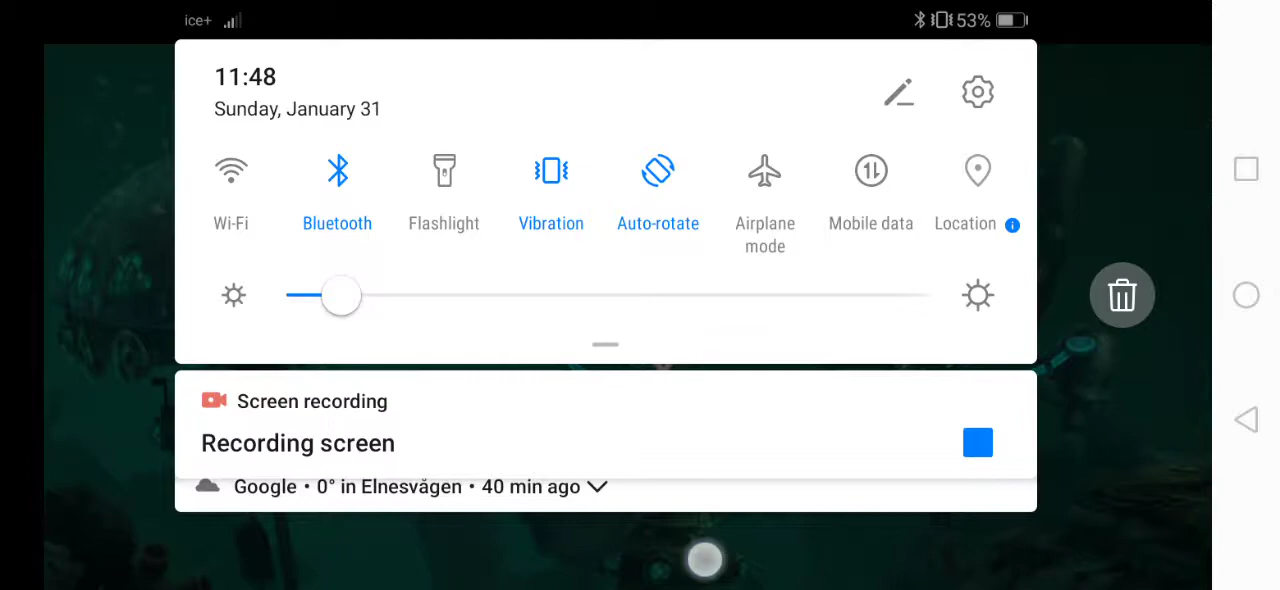 ice+ 53%
11:48
Sunday, January 31
Wi-Fi Bluetooth Flashlight Vibration Auto-rotate Airplane mode Mobile data Location
Screen recording
Recording screen
Google • 0° in Elnesvågen • 40 min ago